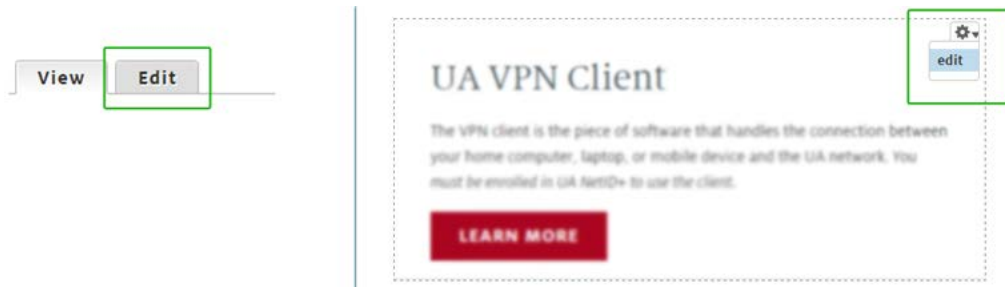 View
Edit
edit
UA VPN Client
The VPN client is the piece of software that handles the connection between
your home computer, laptop, or mobile device and the UA network. You
must be enrolled in UA NetID+ to use the client.
LEARN MORE